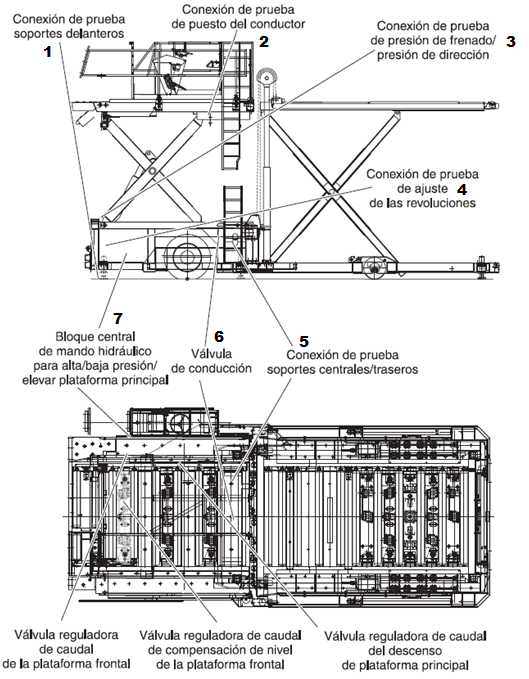 Conexión de prueba
soportes delanteros
1
Conexión de prueba
de puesto del conductor
2
Conexión de prueba
de presión de frenado/
presión de dirección
3
Conexión de prueba
de ajuste
de las revoluciones
4
7
Bloque central
de mando hidráulico
para alta/baja presión/
elevar plataforma principal
6
Válvula
de conducción
5
Conexión de prueba
soportes centrales/traseros
Válvula reguladora
de caudal
de la plataforma frontal
Válvula reguladora de caudal
de compensación de nivel
de la plataforma frontal
Válvula reguladora de caudal
del descenso
de plataforma principal